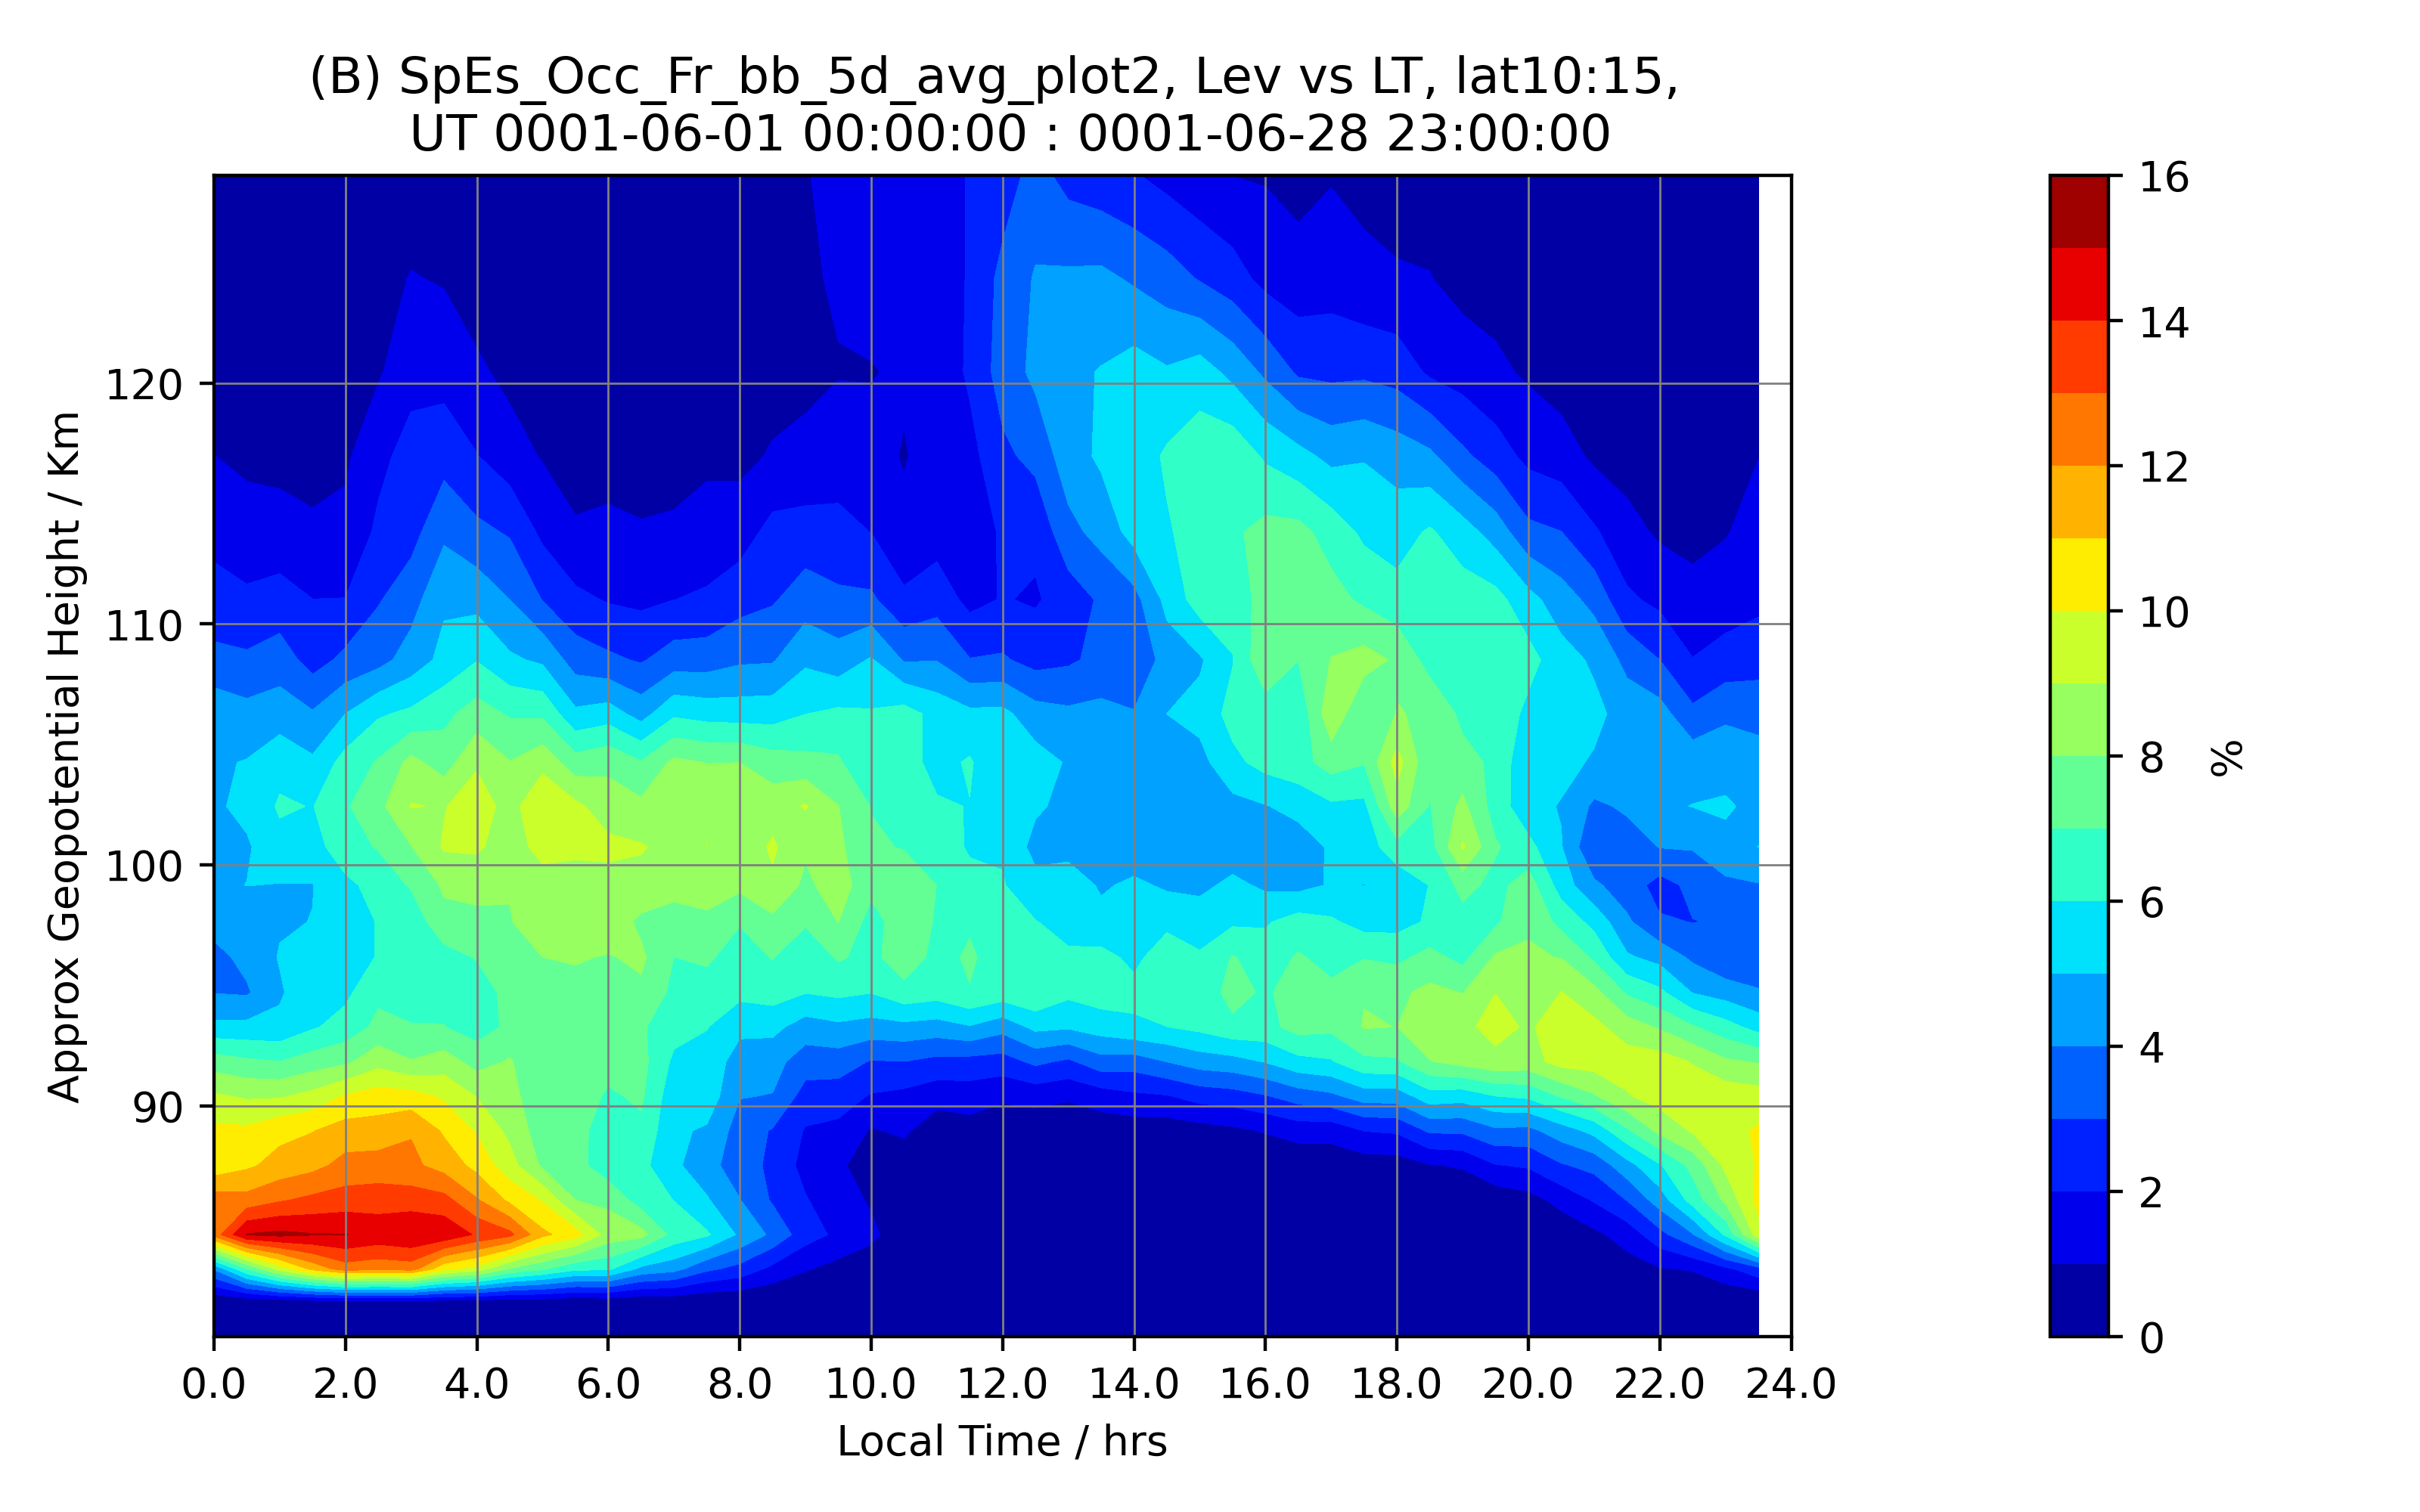 (B) SpEs_Occ_Fr_bb_5d_avg_plot2, Lev vs LT, lat10:15,
UT 0001-06-01 00:00:00 : 0001-06-28 23:00:00
Approx Geopotential Height / Km
120
110
100
90
0.0 2.0 4.0 6.0 8.0 10.0 12.0 14.0 16.0 18.0 20.0 22.0 24.0
Local Time / hrs
16
14
12
10
8
6
4
2
0
%